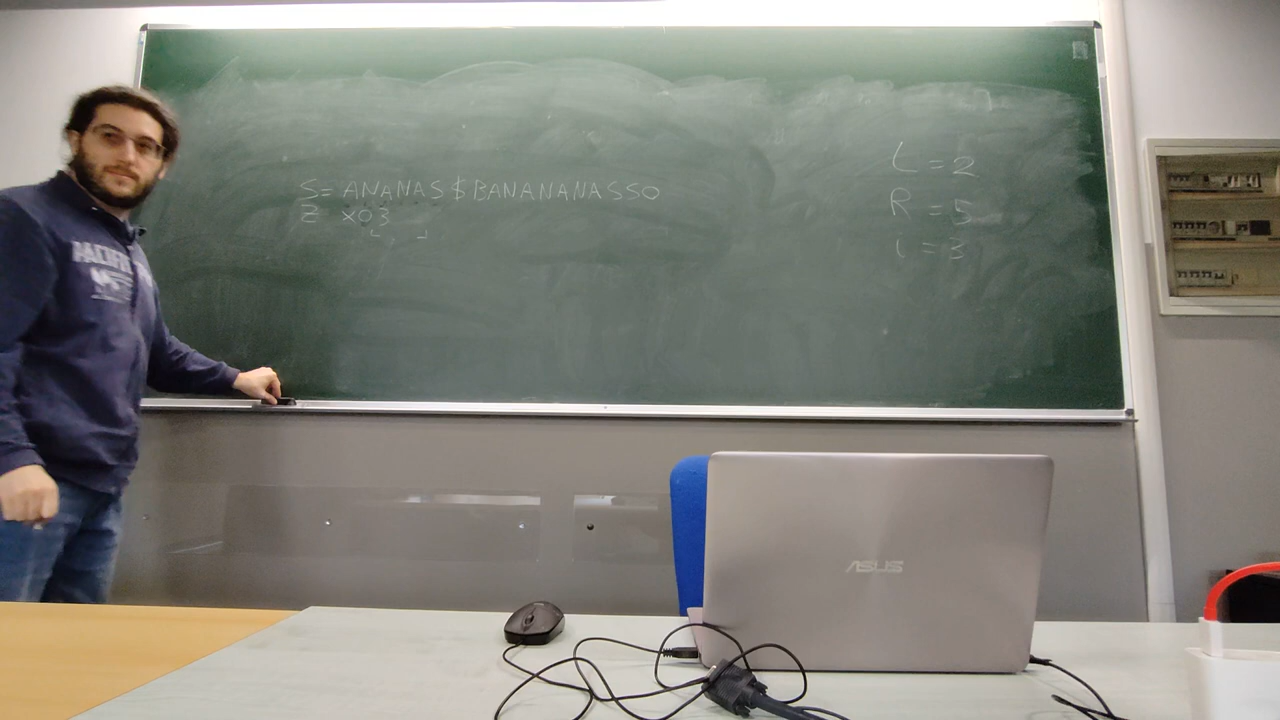 S= ANANAS$BANANANASSO
Z X03
L = 2
R = 5
i = 3
ASUS